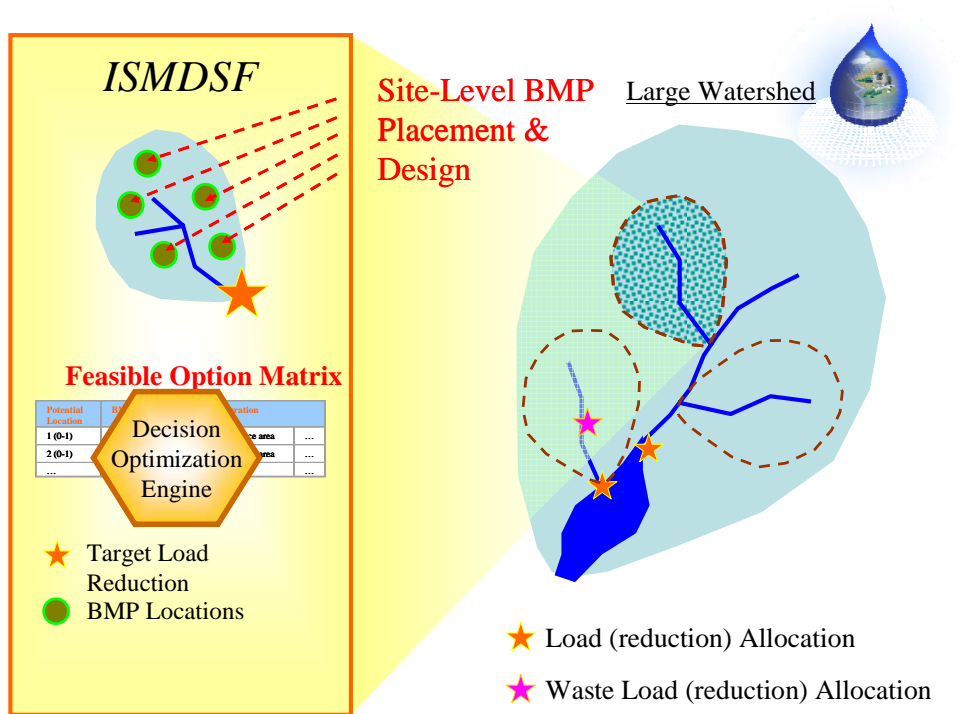 ISMDSF
Site-Level BMP
Placement &
Design
Large Watershed
Feasible Option Matrix
Potential
Location
1 (0-1)
area
…
2 (0-1)
area
…
…
…
Decision
Optimization
Engine
Target Load
Reduction
BMP Locations
Load (reduction) Allocation
Waste Load (reduction) Allocation